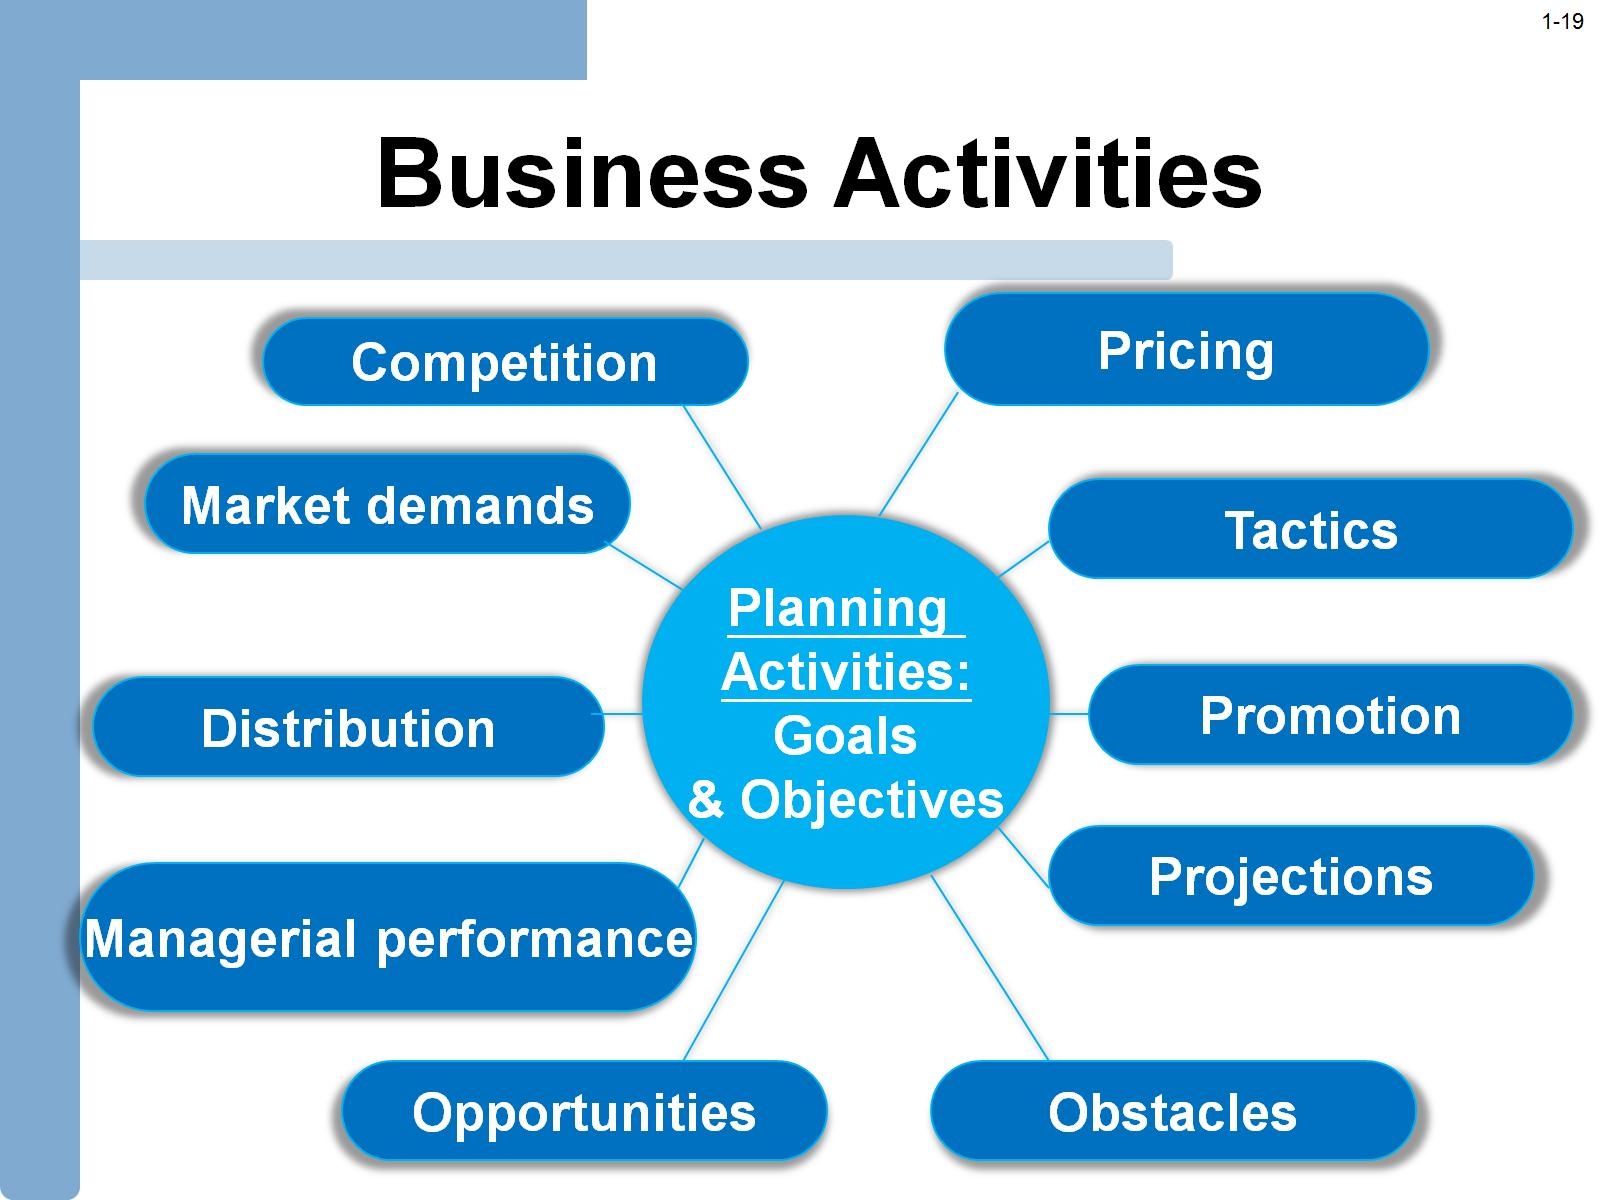 1-19
Business Activities
Competition
Pricing
Market demands
Tactics
Planning
Activities:
Goals
& Objectives
Distribution
Promotion
Managerial performance
Projections
Opportunities
Obstacles